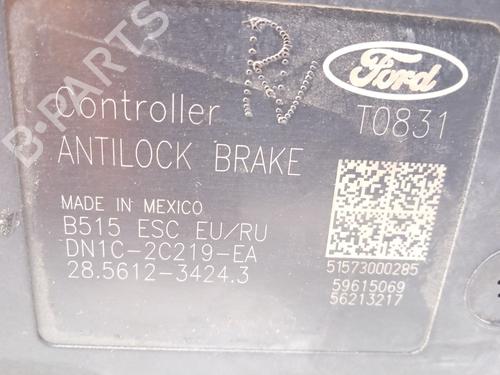 B-PARTS
PV
Ford
Controller
T0831
ANTILOCK BRAKE
MADE IN MEXICO
B515 ESC EU/RU
DN1C-2C219-EA
28.5612-3424.3
51573000285
59615069
56213217